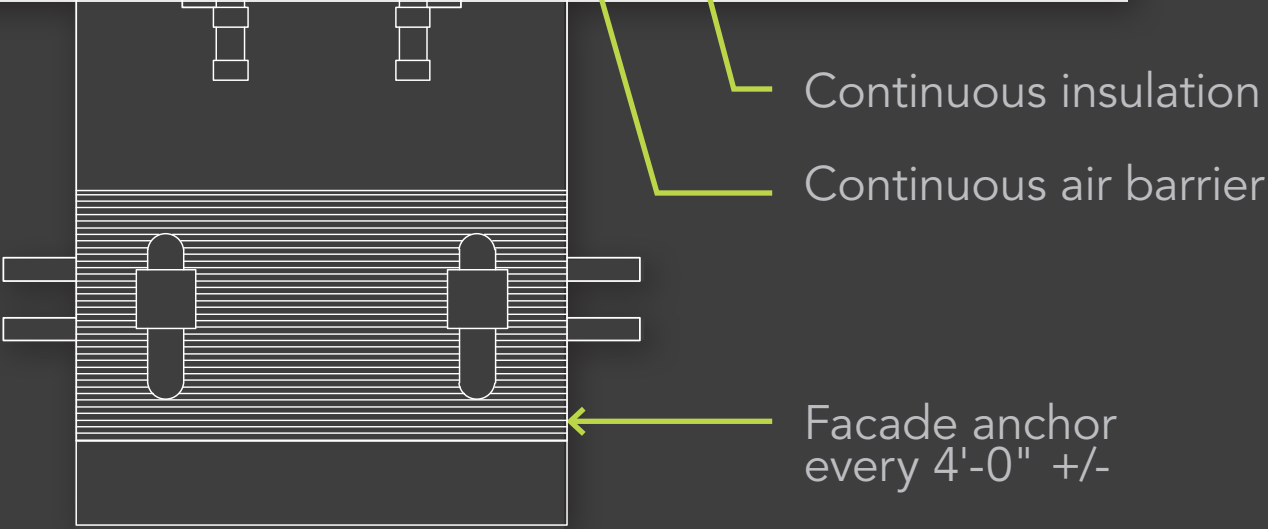 Continuous insulation
Continuous air barrier
Facade anchor
every 4'-0" +/-